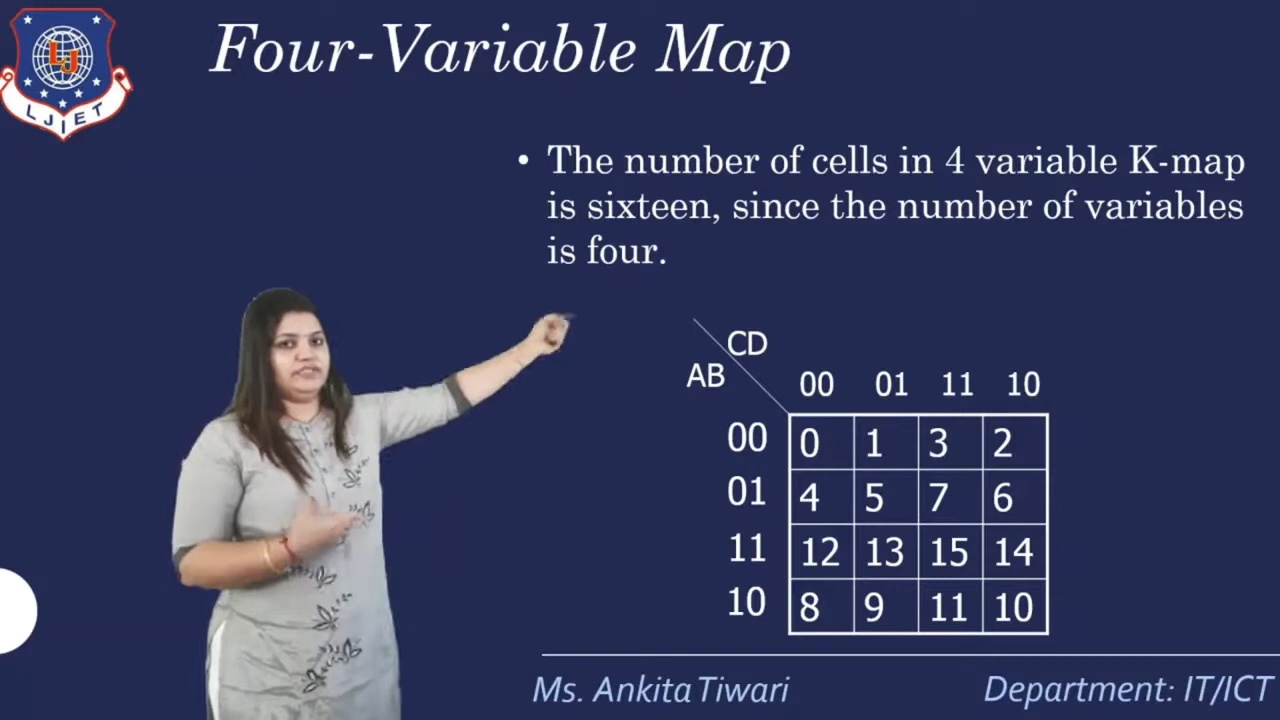 Four-Variable Map
LJIET
• The number of cells in 4 variable K-map
is sixteen, since the number of variables
is four.
CD
AB
00 01 11 10
00 0 1 3 2
01 4 5 7 6
11 12 13 15 14
10 8 9 11 10
Ms. Ankita Tiwari
Department: IT/ICT